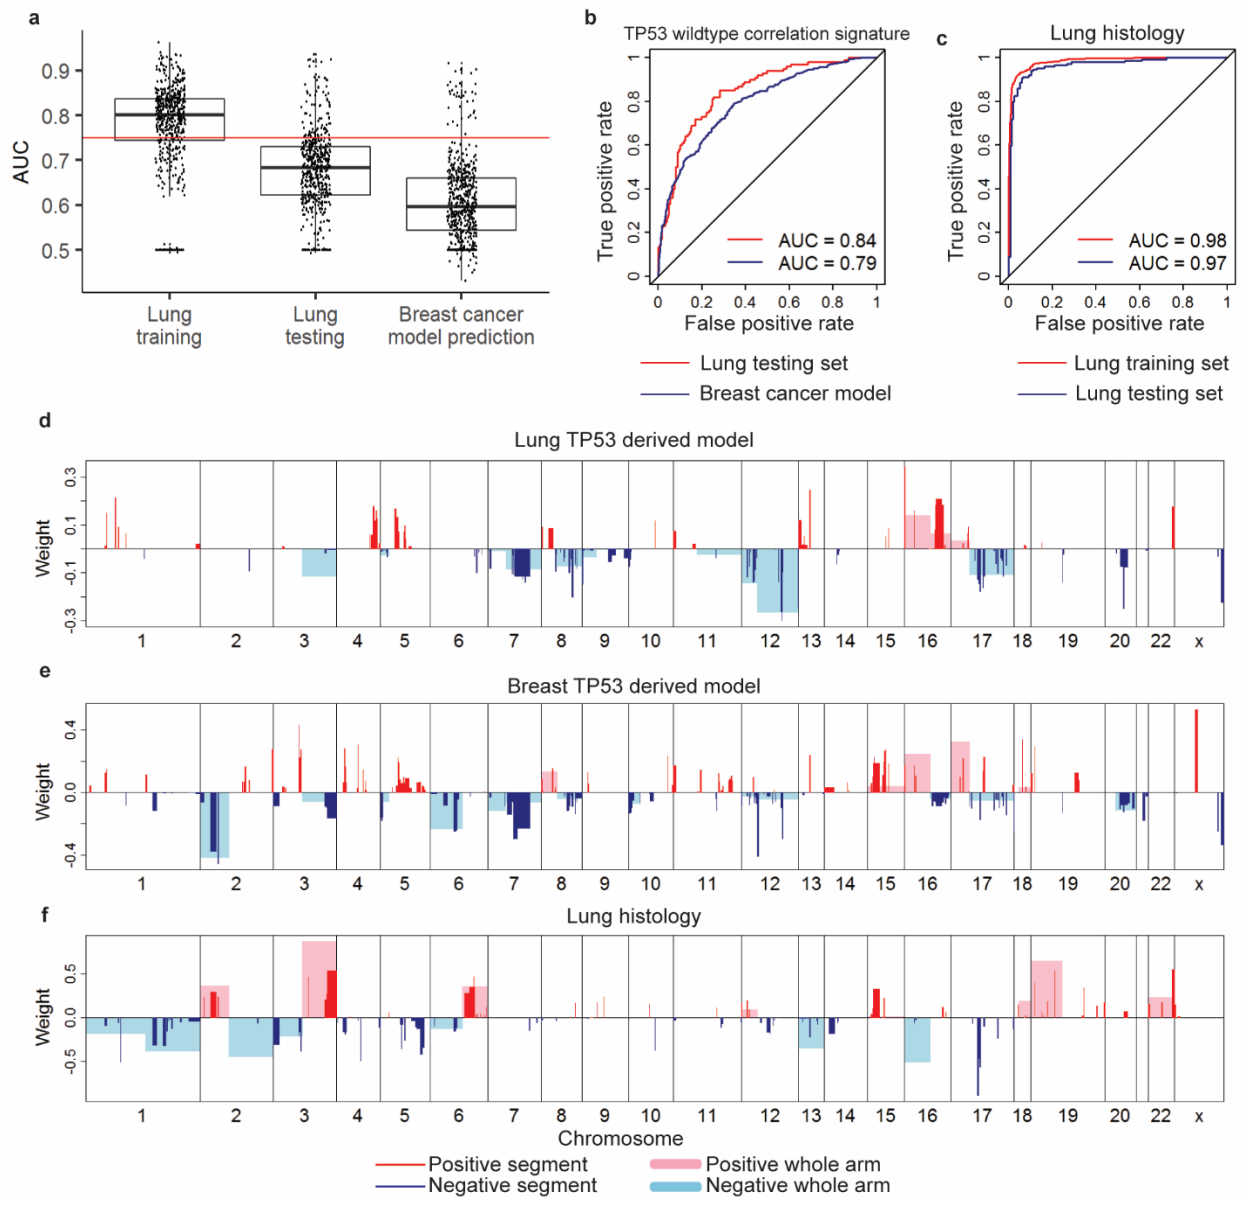 a
AUC
0.9
0.8
0.7
0.6
0.5
Lung
training
Lung
testing
Breast cancer
model prediction
b
TP53 wildtype correlation signature
True positive rate
1
0.8
0.6
0.4
0.2
0
AUC = 0.84
AUC = 0.79
0 0.2 0.4 0.6 0.8 1
False positive rate
Lung testing set
Breast cancer model
c
Lung histology
True positive rate
1
0.8
0.6
0.4
0.2
0
AUC = 0.98
AUC = 0.97
0 0.2 0.4 0.6 0.8 1
False positive rate
Lung training set
Lung testing set
d
Lung TP53 derived model
Weight
0.3
0.1
-0.1
-0.3
1 2 3 4 5 6 7 8 9 10 11 12 13 14 15 16 17 18 19 20 22 x
e
Breast TP53 derived model
Weight
0.4
0.0
-0.4
1 2 3 4 5 6 7 8 9 10 11 12 13 14 15 16 17 18 19 20 22 x
f
Lung histology
Weight
0.5
0.0
-0.5
1 2 3 4 5 6 7 8 9 10 11 12 13 14 15 16 17 18 19 20 22 x
Chromosome
Positive segment
Negative segment
Positive whole arm
Negative whole arm